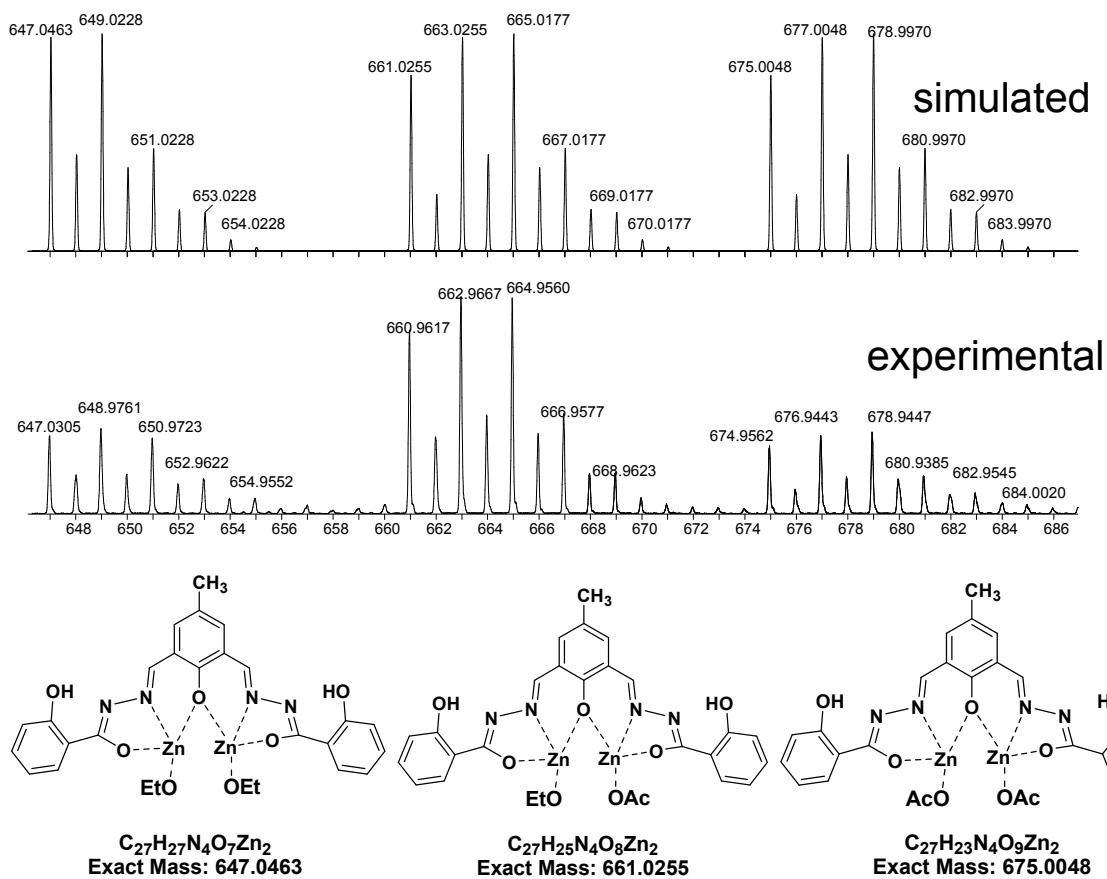 647.0463
649.0228
651.0228
653.0228
654.0228
661.0255
663.0255
665.0177
667.0177
669.0177
670.0177
675.0048
677.0048
678.9970
680.9970
682.9970
683.9970
simulated
647.0305
648.9761
650.9723
652.9622
654.9552
660.9617
662.9667
664.9560
666.9577
668.9623
674.9562
676.9443
678.9447
680.9385
682.9545
684.0020
experimental
648 650 652 654 656 658 660 662 664 666 668 670 672 674 676 678 680 682 684 686
CH₃
OH
HO
N
N
O
N
N
O
Zn
Zn
O
EtO
OEt
C₂₇H₂₇N₄O₇Zn₂
Exact Mass: 647.0463
CH₃
OH
HO
N
N
O
N
N
O
Zn
Zn
O
EtO
OAc
C₂₇H₂₅N₄O₈Zn₂
Exact Mass: 661.0255
CH₃
OH
H
N
N
O
N
N
O
Zn
Zn
O
AcO
OAc
C₂₇H₂₃N₄O₉Zn₂
Exact Mass: 675.0048